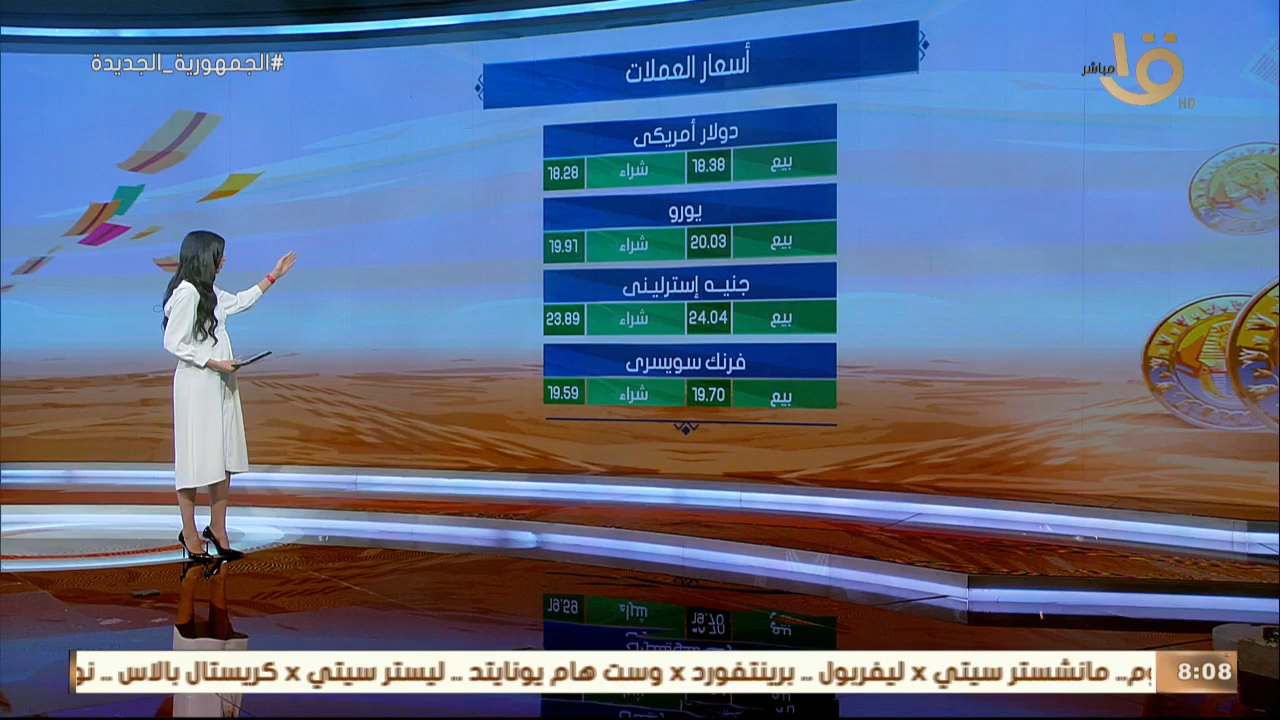 #الجمهورية_الجديدة
مباشر
HD
أسعار العملات
دولار أمريكى
بيع 18.38 شراء 18.28
يورو
بيع 20.03 شراء 19.91
جنيه إسترلينى
بيع 24.04 شراء 23.89
فرنك سويسرى
بيع 19.70 شراء 19.59
8:08 مانشستر سيتي x ليفربول .. برينتفورد x وست هام يونايتد .. ليستر سيتي x كريستال بالاس ..